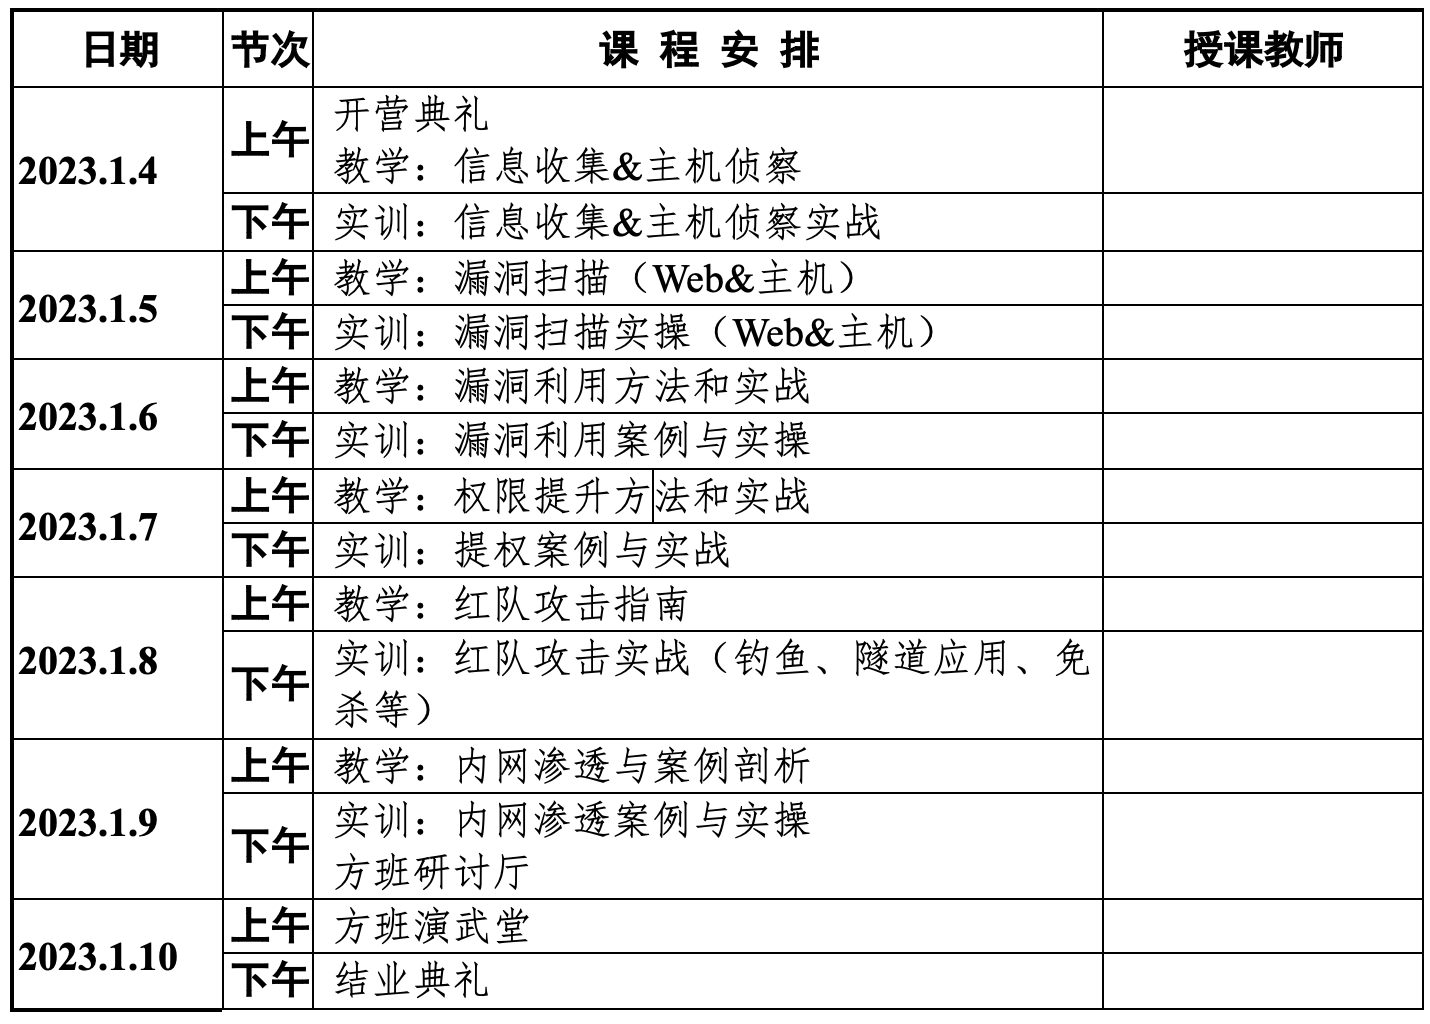 日期 节次 课 程 安 排 授课教师
2023.1.4
上午
开营典礼
教学：信息收集&主机侦察
下午 实训：信息收集&主机侦察实战
2023.1.5
上午 教学：漏洞扫描（Web&主机）
下午 实训：漏洞扫描实操（Web&主机）
2023.1.6
上午 教学：漏洞利用方法和实战
下午 实训：漏洞利用案例与实操
2023.1.7
上午 教学：权限提升方法和实战
下午 实训：提权案例与实战
2023.1.8
上午 教学：红队攻击指南
下午
实训：红队攻击实战（钓鱼、隧道应用、免
杀等）
2023.1.9
上午 教学：内网渗透与案例剖析
下午
实训：内网渗透案例与实操
方班研讨厅
2023.1.10
上午 方班演武堂
下午 结业典礼